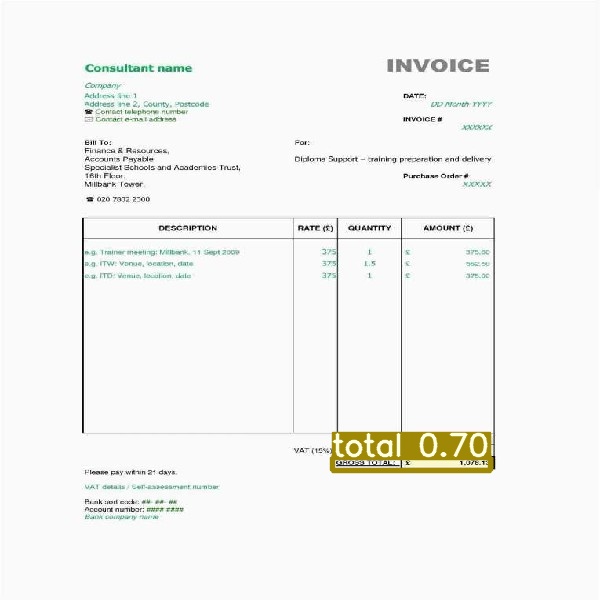 Consultant name
INVOICE
Company
Address line 1
Address line 2, County, Postcode
☎ Contact telephone number
✉ Contact e-mail address
DATE:
DD Month YYYY
INVOICE #
XXXXXX
Bill To:
Finance & Resources,
Accounts Payable
Specialist Schools and Academies Trust,
16th Floor,
Millbank Tower,
☎ 020 7802 2300
For:
Diploma Support – training preparation and delivery
Purchase Order #
XXXXX
DESCRIPTION RATE (£) QUANTITY AMOUNT (£)
e.g. Trainer meeting: Millbank, 11 Sept 2009 375 1 £ 375.00
e.g. ITW: Venue, location, date 375 1.5 £ 562.50
e.g. ITD: Venue, location, date 375 1 £ 375.00
VAT (15%)
total 0.70
GROSS TOTAL: £ 1,076.13
Please pay within 21 days.
VAT details / Self-assessment number
Bank sort code: ##-##-##
Account number: #### ####
Bank company name